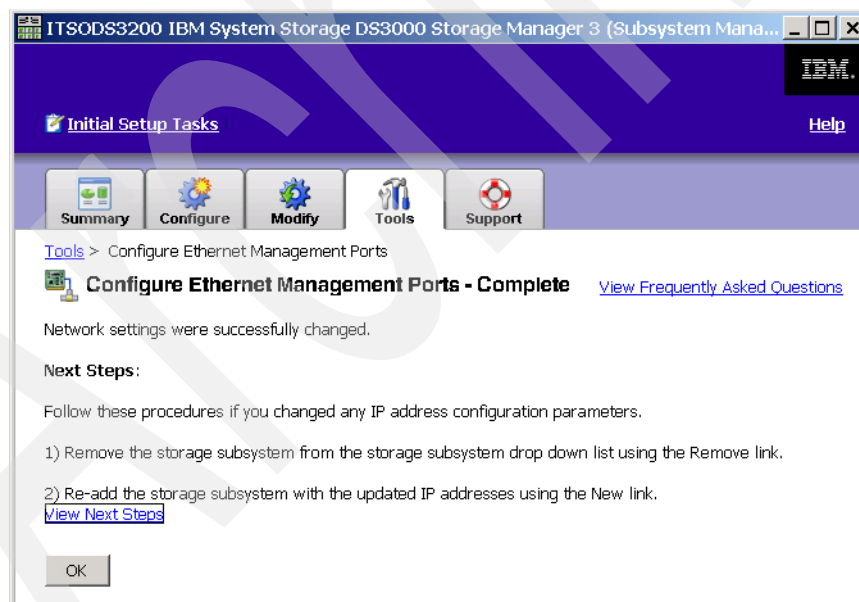 ITSODS3200 IBM System Storage DS3000 Storage Manager 3 (Subsystem Mana...
IBM.
Initial Setup Tasks
Help
Summary
Configure
Modify
Tools
Support
Tools > Configure Ethernet Management Ports
Configure Ethernet Management Ports - Complete
View Frequently Asked Questions
Network settings were successfully changed.
Next Steps:
Follow these procedures if you changed any IP address configuration parameters.
1) Remove the storage subsystem from the storage subsystem drop down list using the Remove link.
2) Re-add the storage subsystem with the updated IP addresses using the New link.
View Next Steps
OK